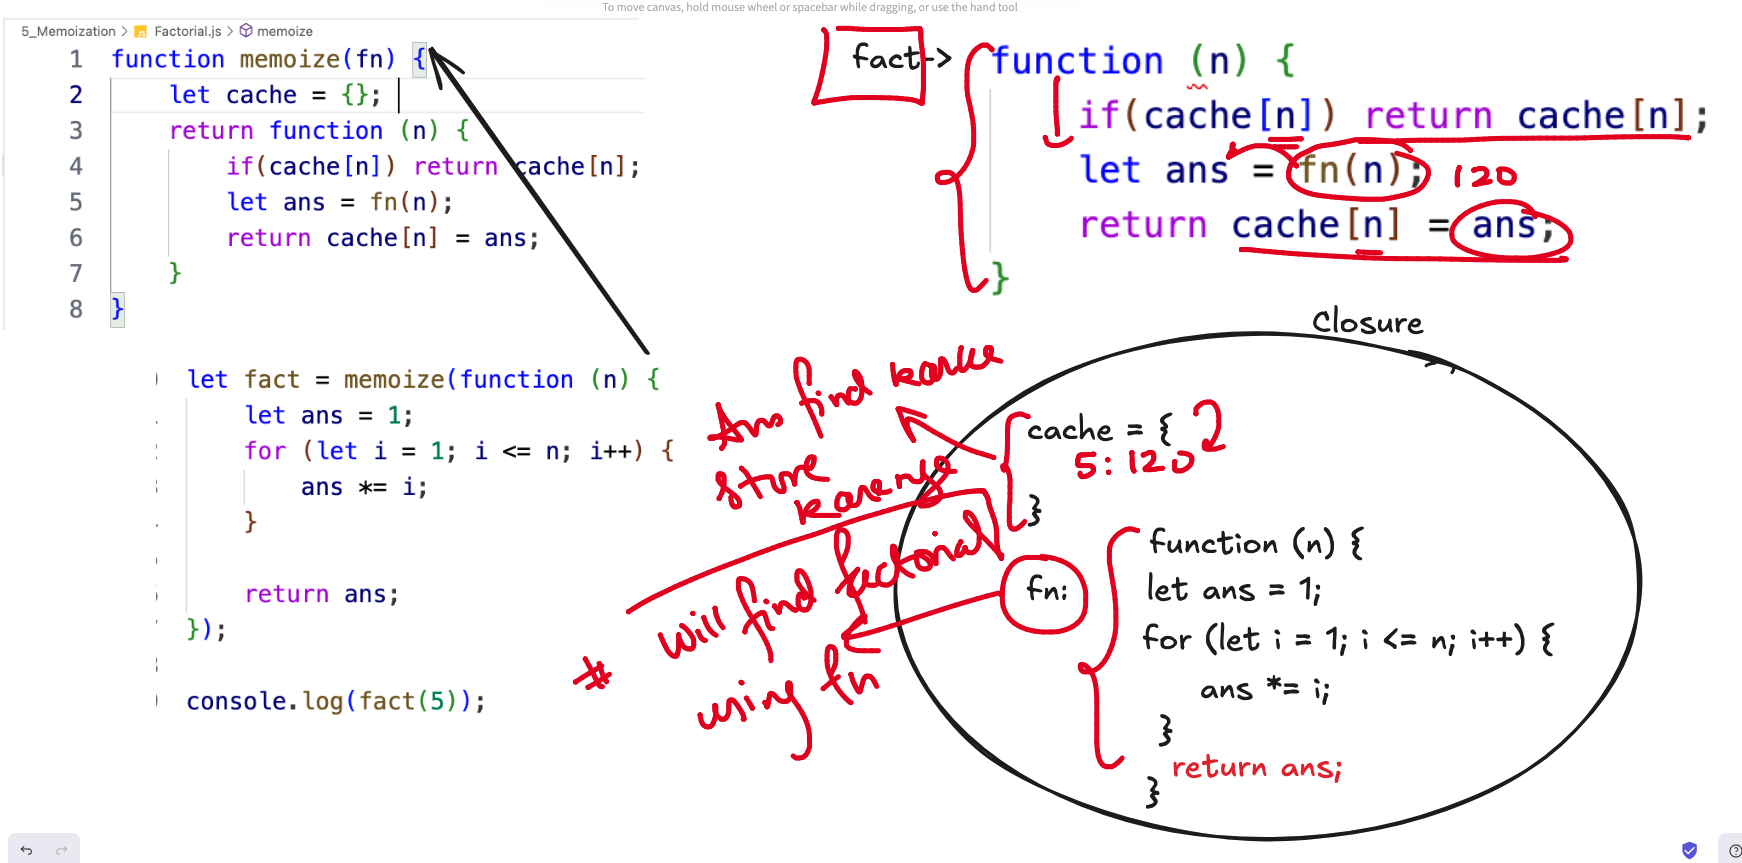 To move canvas, hold mouse wheel or spacebar while dragging, or use the hand tool
5_Memoization > JS Factorial.js > memoize
1 function memoize(fn) {
2 let cache = {};
3 return function (n) {
4 if(cache[n]) return cache[n];
5 let ans = fn(n);
6 return cache[n] = ans;
7 }
8 }
let fact = memoize(function (n) {
let ans = 1;
for (let i = 1; i <= n; i++) {
ans *= i;
}
return ans;
});
console.log(fact(5));
fact->
function (n) {
if(cache[n]) return cache[n];
let ans = fn(n); 120
return cache[n] = ans;
}
Closure
Ans find karke
store
karenge
cache = {
5: 120
}
* will find factorial
using fn
fn:
function (n) {
let ans = 1;
for (let i = 1; i <= n; i++) {
ans *= i;
}
return ans;
}